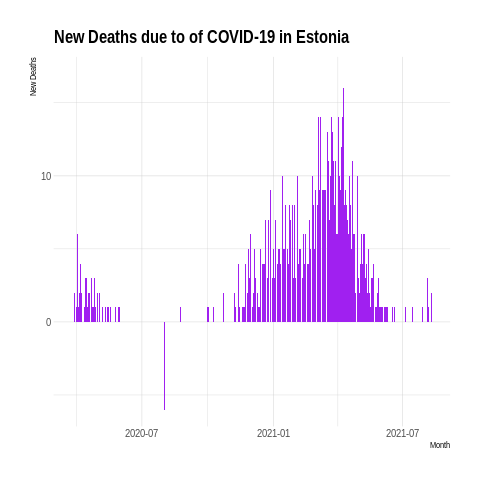 New Deaths due to of COVID-19 in Estonia
New Deaths
10
0
2020-07
2021-01
2021-07
Month